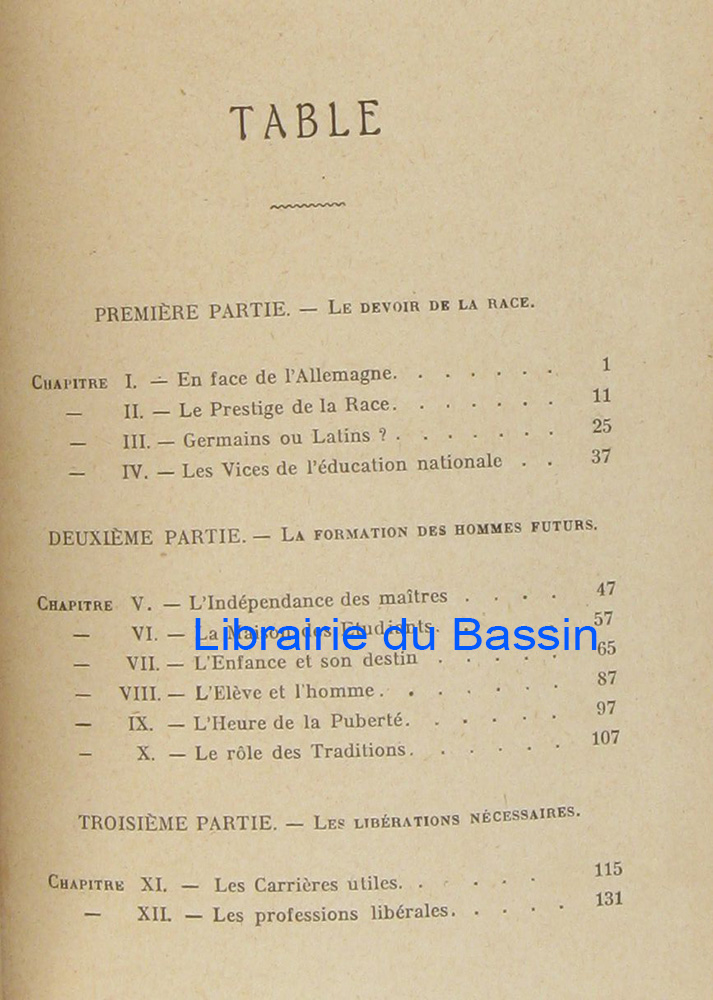 TABLE
PREMIÈRE PARTIE. — LE DEVOIR DE LA RACE.
CHAPITRE I. — En face de l'Allemagne. . . . . . . 1
— II. — Le Prestige de la Race. . . . . . . 11
— III. — Germains ou Latins ? . . . . . . . 25
— IV. — Les Vices de l'éducation nationale . . 37
DEUXIÈME PARTIE. — LA FORMATION DES HOMMES FUTURS.
CHAPITRE V. — L'Indépendance des maîtres . . . . 47
— VI. — La Maison des Etudiants. . . . . 57
Librairie du Bassin
— VII. — L'Enfance et son destin . . . . . 65
— VIII. — L'Elève et l'homme . . . . . . 87
— IX. — L'Heure de la Puberté. . . . . . 97
— X. — Le rôle des Traditions. . . . . . 107
TROISIÈME PARTIE. — LES LIBÉRATIONS NÉCESSAIRES.
CHAPITRE XI. — Les Carrières utiles. . . . . 115
— XII. — Les professions libérales. . . . . 131